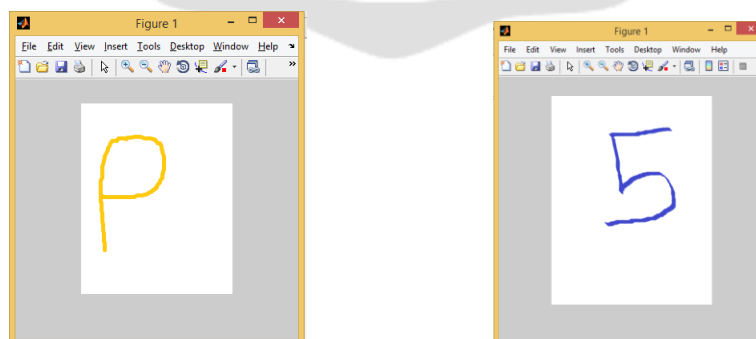 Figure 1
File Edit View Insert Tools Desktop Window Help
P
Figure 1
File Edit View Insert Tools Desktop Window Help
5